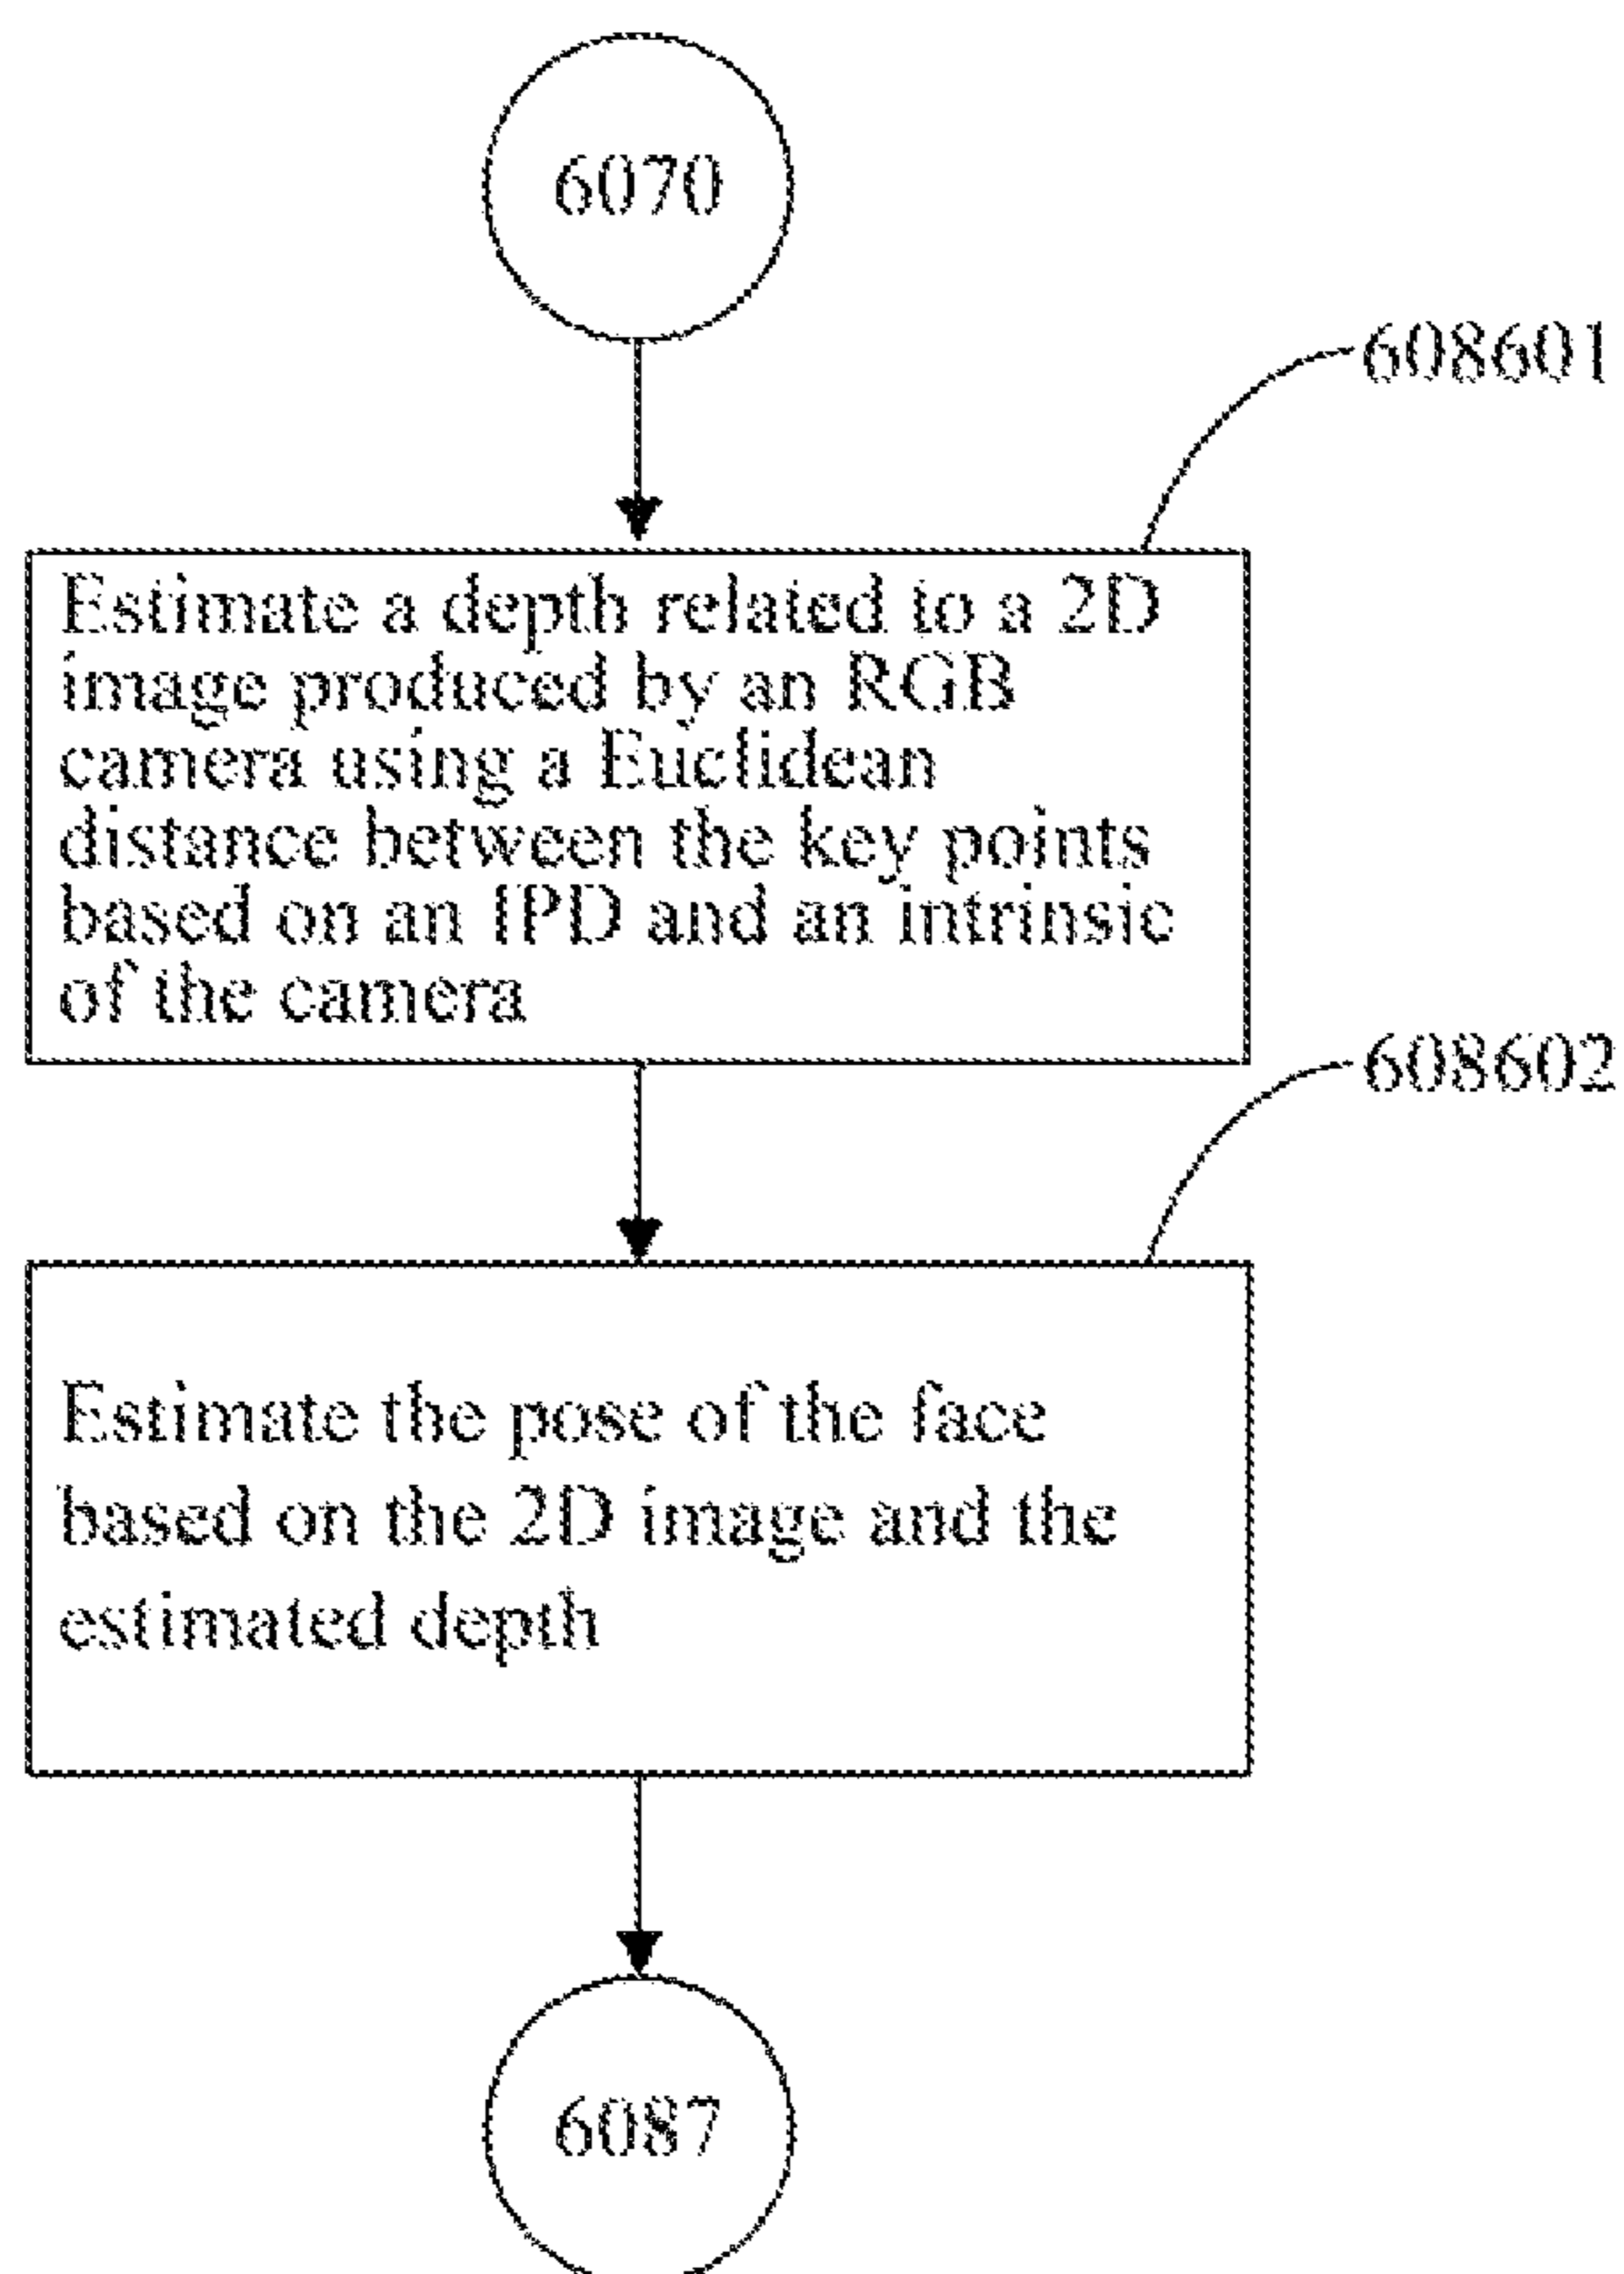 6070
608601
Estimate a depth related to a 2D
image produced by an RGB
camera using a Euclidean
distance between the key points
based on an IPD and an intrinsic
of the camera
608602
Estimate the pose of the face
based on the 2D image and the
estimated depth
6087